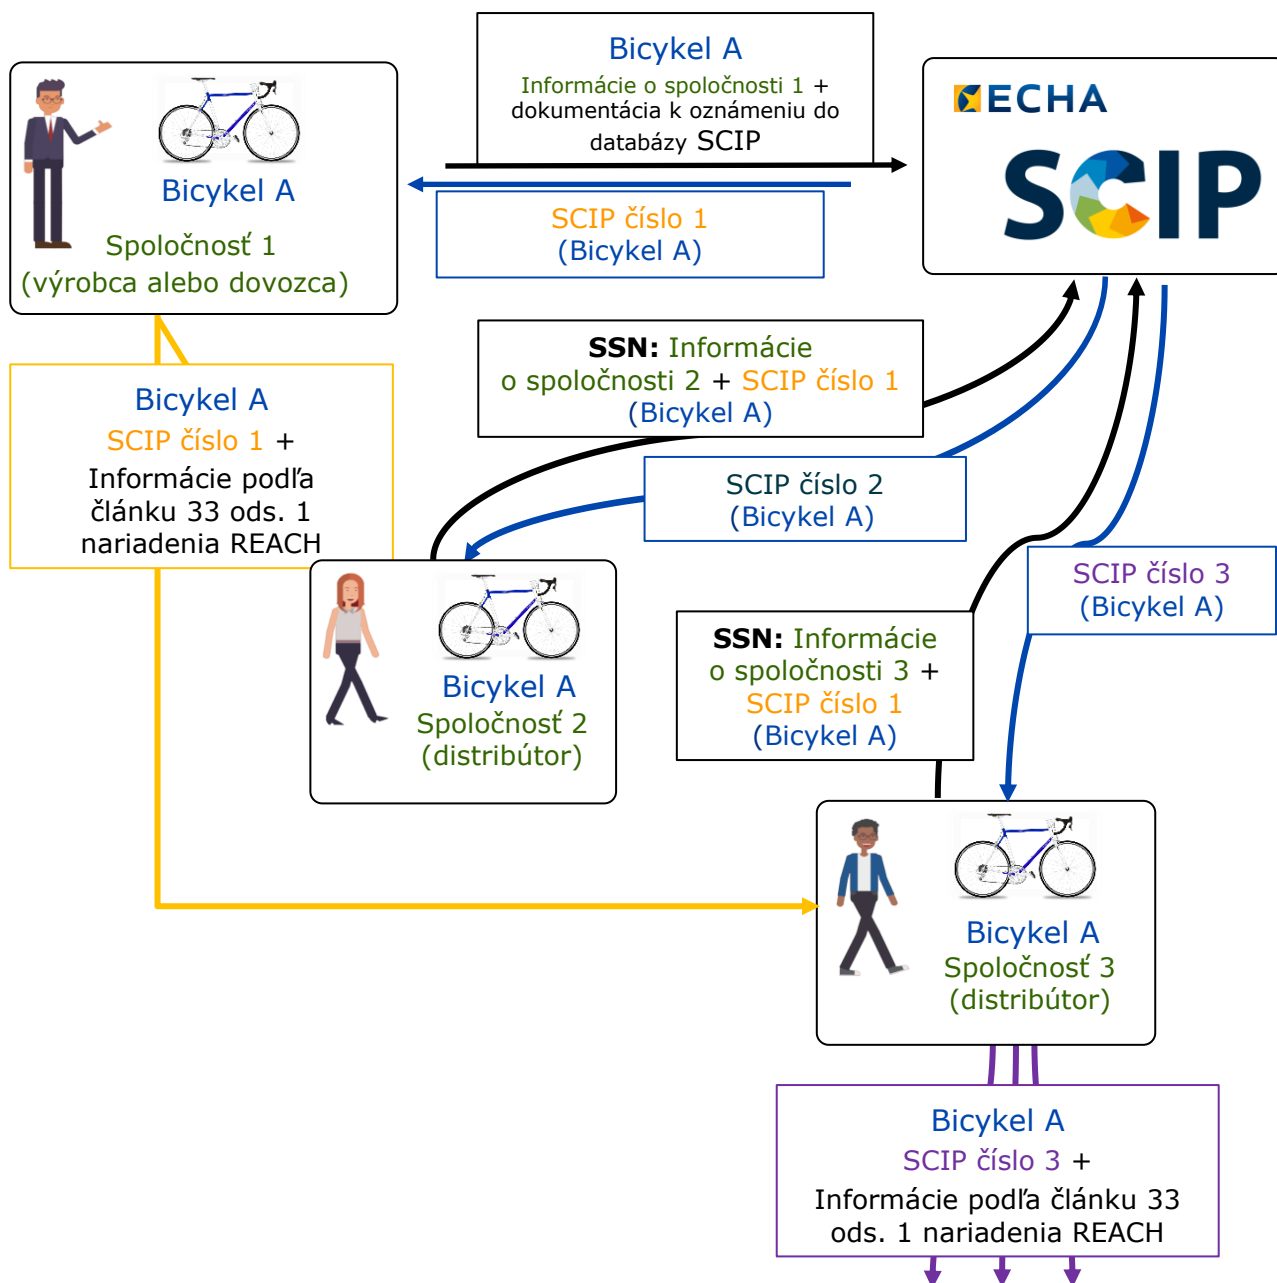 Bicykel A
Informácie o spoločnosti 1 +
dokumentácia k oznámeniu do
databázy SCIP
ECHA
SCIP
Bicykel A
Spoločnosť 1
(výrobca alebo dovozca)
SCIP číslo 1
(Bicykel A)
SSN: Informácie
o spoločnosti 2 + SCIP číslo 1
(Bicykel A)
Bicykel A
SCIP číslo 1 +
Informácie podľa
článku 33 ods. 1
nariadenia REACH
SCIP číslo 2
(Bicykel A)
SCIP číslo 3
(Bicykel A)
SSN: Informácie
o spoločnosti 3 +
SCIP číslo 1
(Bicykel A)
Bicykel A
Spoločnosť 2
(distribútor)
Bicykel A
Spoločnosť 3
(distribútor)
Bicykel A
SCIP číslo 3 +
Informácie podľa článku 33
ods. 1 nariadenia REACH